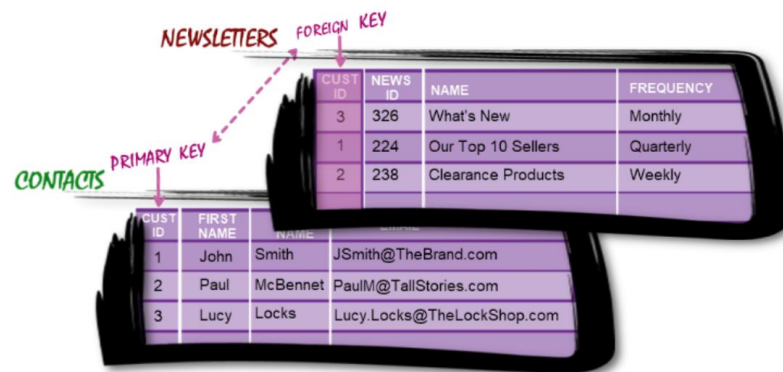 NEWSLETTERS
FOREIGN KEY
CUST ID NEWS ID NAME FREQUENCY
3 326 What's New Monthly
1 224 Our Top 10 Sellers Quarterly
2 238 Clearance Products Weekly
PRIMARY KEY
CONTACTS
CUST ID FIRST NAME NAME EMAIL
1 John Smith JSmith@TheBrand.com
2 Paul McBennet PaulM@TallStories.com
3 Lucy Locks Lucy.Locks@TheLockShop.com